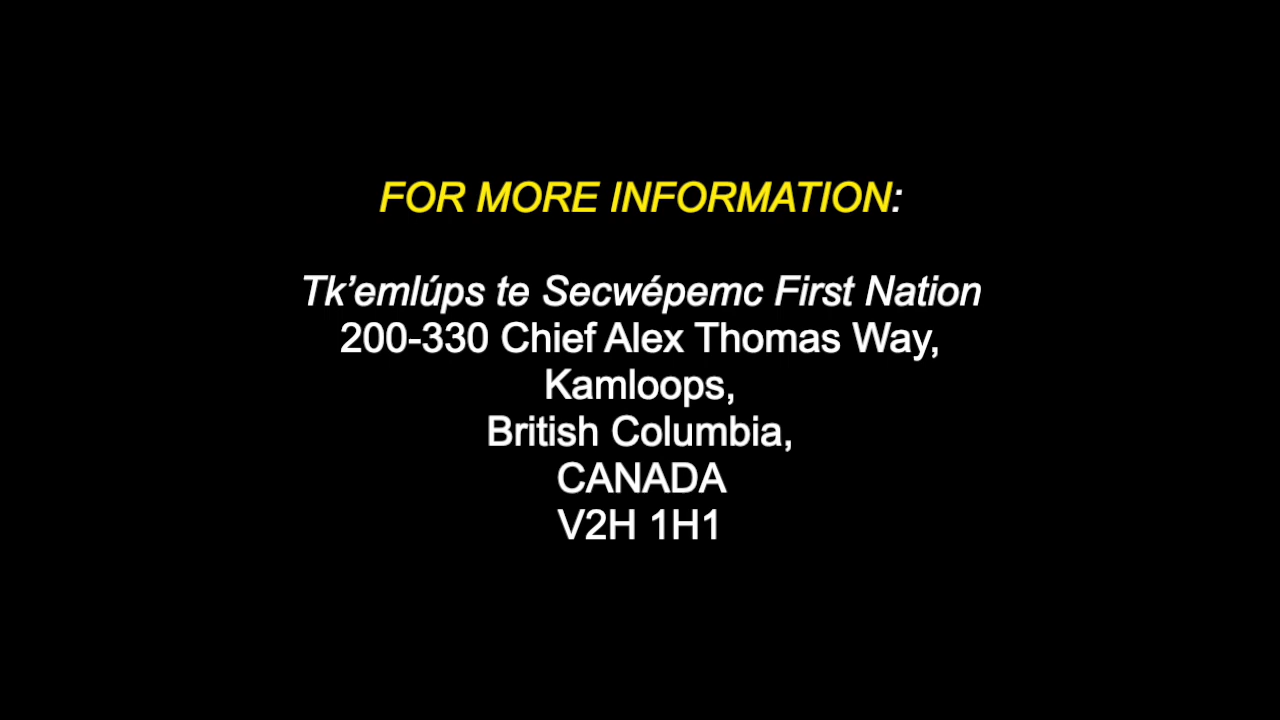 FOR MORE INFORMATION:
Tk’emlúps te Secwépemc First Nation
200-330 Chief Alex Thomas Way,
Kamloops,
British Columbia,
CANADA
V2H 1H1